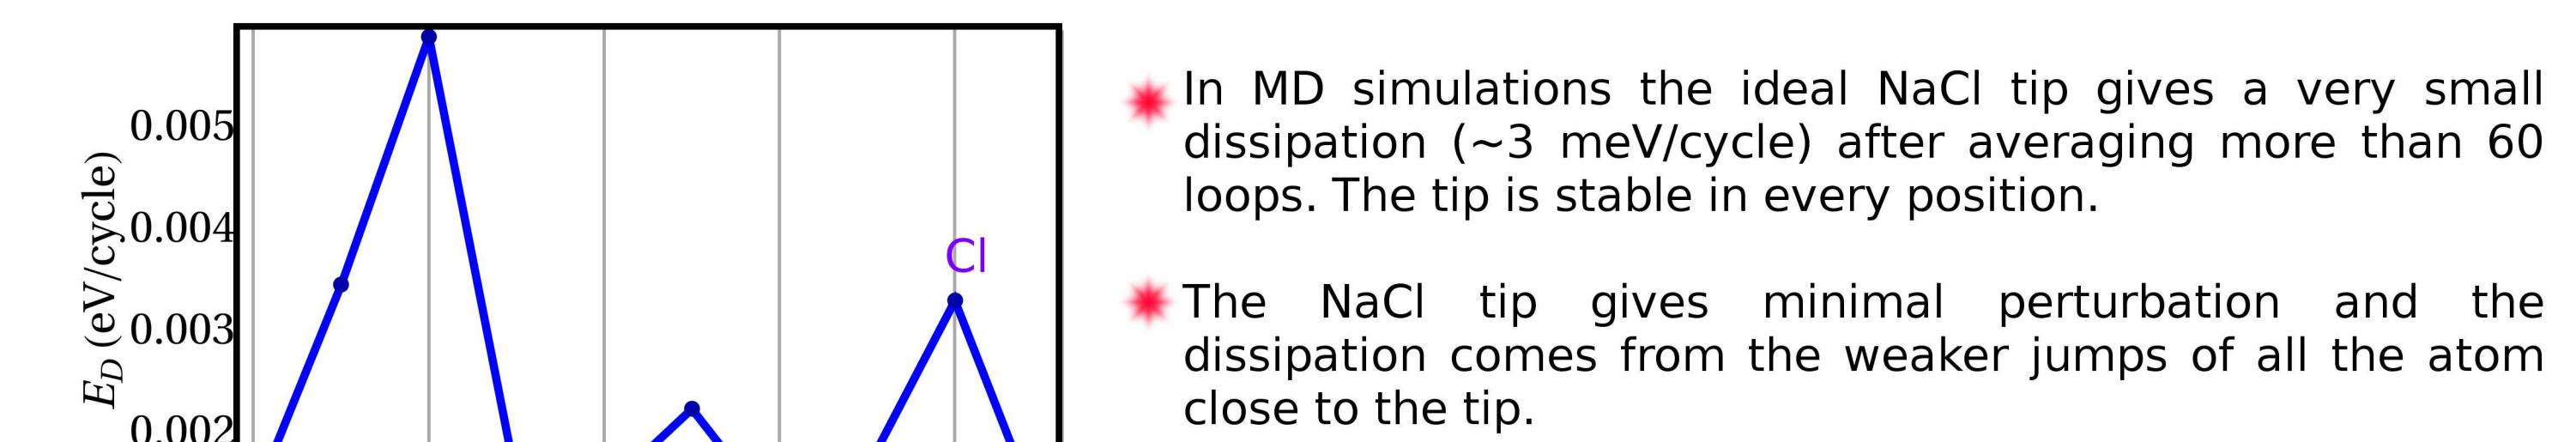 0.005
0.004
0.003
0.002
E_D (eV/cycle)
Cl
In MD simulations the ideal NaCl tip gives a very small
dissipation (~3 meV/cycle) after averaging more than 60
loops. The tip is stable in every position.
The NaCl tip gives minimal perturbation and the
dissipation comes from the weaker jumps of all the atom
close to the tip.